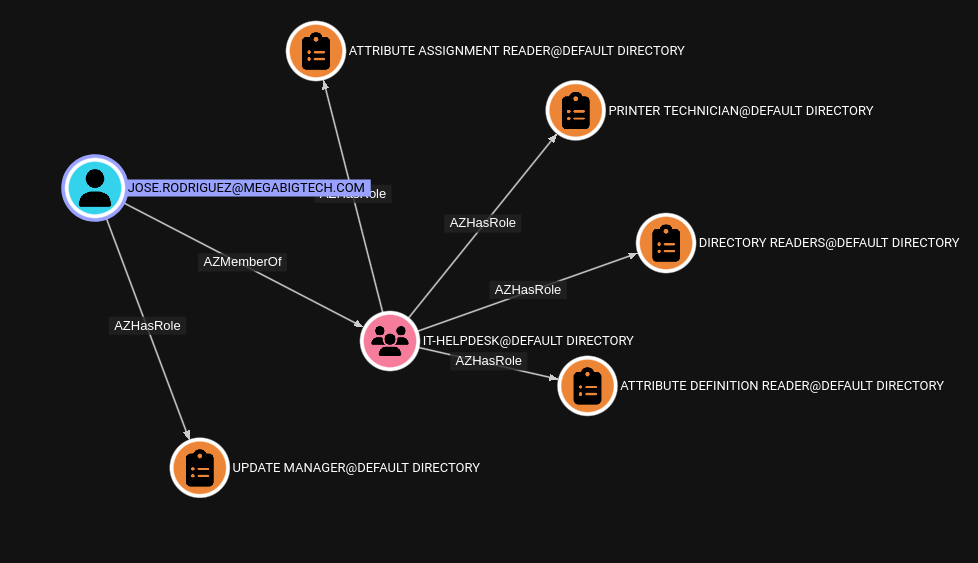 ATTRIBUTE ASSIGNMENT READER@DEFAULT DIRECTORY
PRINTER TECHNICIAN@DEFAULT DIRECTORY
JOSE.RODRIGUEZ@MEGABIGTECH.COM
AZHasRole
AZHasRole
DIRECTORY READERS@DEFAULT DIRECTORY
AZMemberOf
AZHasRole
AZHasRole
IT-HELPDESK@DEFAULT DIRECTORY
AZHasRole
ATTRIBUTE DEFINITION READER@DEFAULT DIRECTORY
UPDATE MANAGER@DEFAULT DIRECTORY